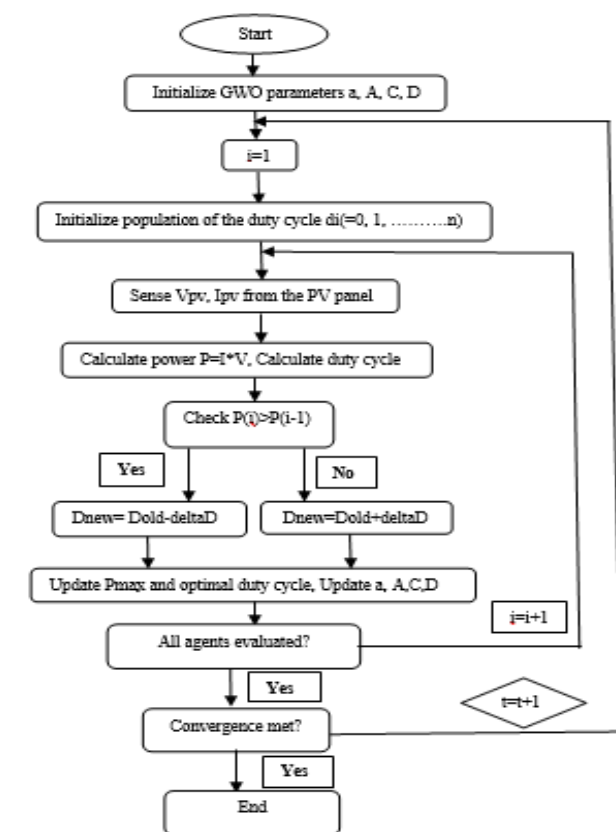 Start
Initialize GWO parameters a, A, C, D
i=1
Initialize population of the duty cycle di(=0, 1, ..........n)
Sense Vpv, Ipv from the PV panel
Calculate power P=I*V, Calculate duty cycle
Check P(i)>P(i-1)
Yes
No
Dnew= Dold-deltaD
Dnew=Dold+deltaD
Update Pmax and optimal duty cycle, Update a, A,C,D
i=i+1
All agents evaluated?
Yes
t=t+1
Convergence met?
Yes
End